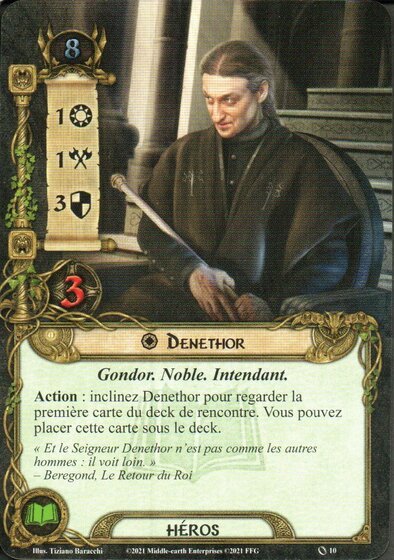 8
1
1
3
3
Denethor
Gondor. Noble. Intendant.
Action : inclinez Denethor pour regarder la
première carte du deck de rencontre. Vous pouvez
placer cette carte sous le deck.
« Et le Seigneur Denethor n'est pas comme les autres
hommes : il voit loin. »
– Beregond, Le Retour du Roi
HÉROS
Illus. Tiziano Baracchi ©2021 Middle-earth Enterprises ©2021 FFG 10